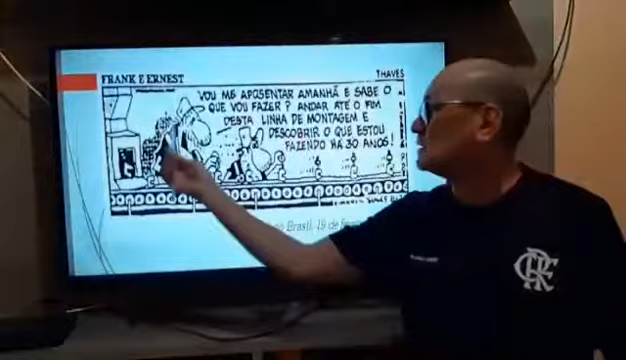 FRANK E ERNEST
THAVES
VOU ME APOSENTAR AMANHÃ E SABE O
QUE VOU FAZER? ANDAR ATÉ O FIM
DESTA LINHA DE MONTAGEM E
DESCOBRIR O QUE ESTOU
FAZENDO HÁ 30 ANOS!
Brasil, 19 de
CRF